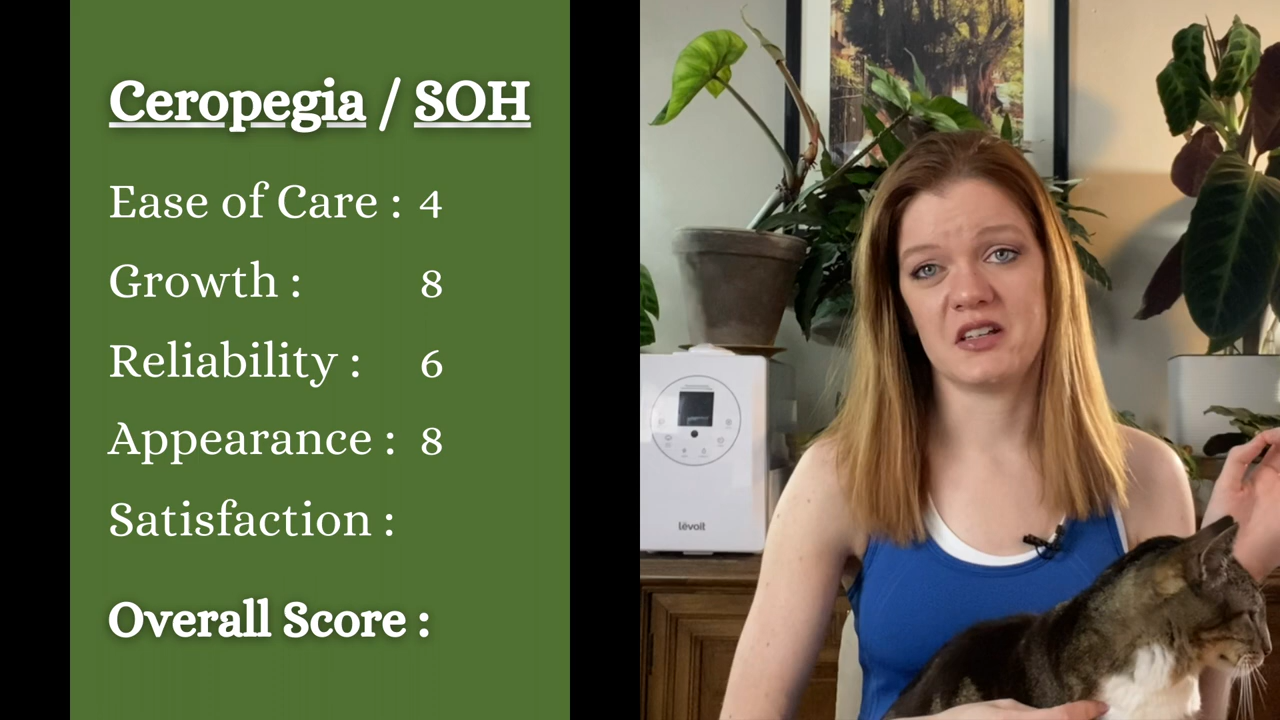 Ceropegia / SOH
Ease of Care : 4
Growth : 8
Reliability : 6
Appearance : 8
Satisfaction :
Overall Score :
levoit